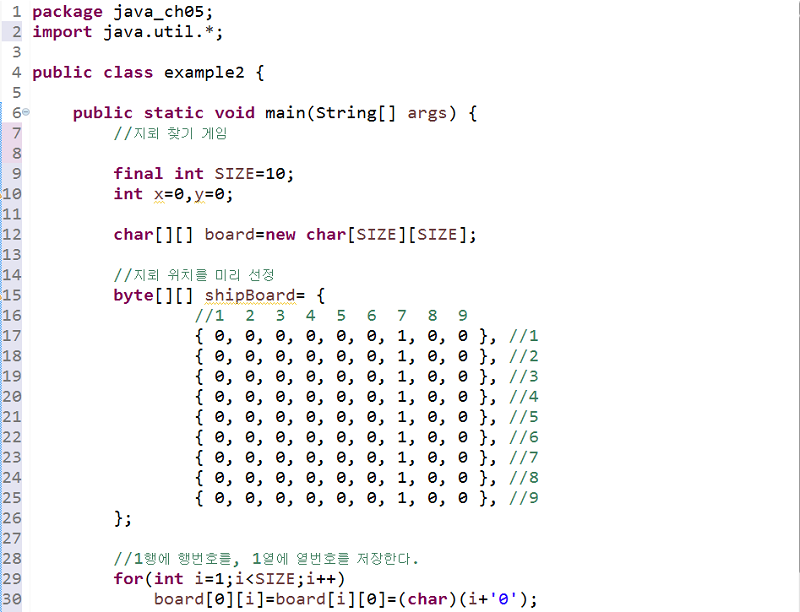 1 package java_ch05;
2 import java.util.*;
3
4 public class example2 {
5
6 public static void main(String[] args) {
7 //지뢰 찾기 게임
8
9 final int SIZE=10;
10 int x=0,y=0;
11
12 char[][] board=new char[SIZE][SIZE];
13
14 //지뢰 위치를 미리 선정
15 byte[][] shipBoard= {
16 //1 2 3 4 5 6 7 8 9
17 { 0, 0, 0, 0, 0, 0, 1, 0, 0 }, //1
18 { 0, 0, 0, 0, 0, 0, 1, 0, 0 }, //2
19 { 0, 0, 0, 0, 0, 0, 1, 0, 0 }, //3
20 { 0, 0, 0, 0, 0, 0, 1, 0, 0 }, //4
21 { 0, 0, 0, 0, 0, 0, 1, 0, 0 }, //5
22 { 0, 0, 0, 0, 0, 0, 1, 0, 0 }, //6
23 { 0, 0, 0, 0, 0, 0, 1, 0, 0 }, //7
24 { 0, 0, 0, 0, 0, 0, 1, 0, 0 }, //8
25 { 0, 0, 0, 0, 0, 0, 1, 0, 0 }, //9
26 };
27
28 //1행에 행번호를, 1열에 열번호를 저장한다.
29 for(int i=1;i<SIZE;i++)
30 board[0][i]=board[i][0]=(char)(i+'0');